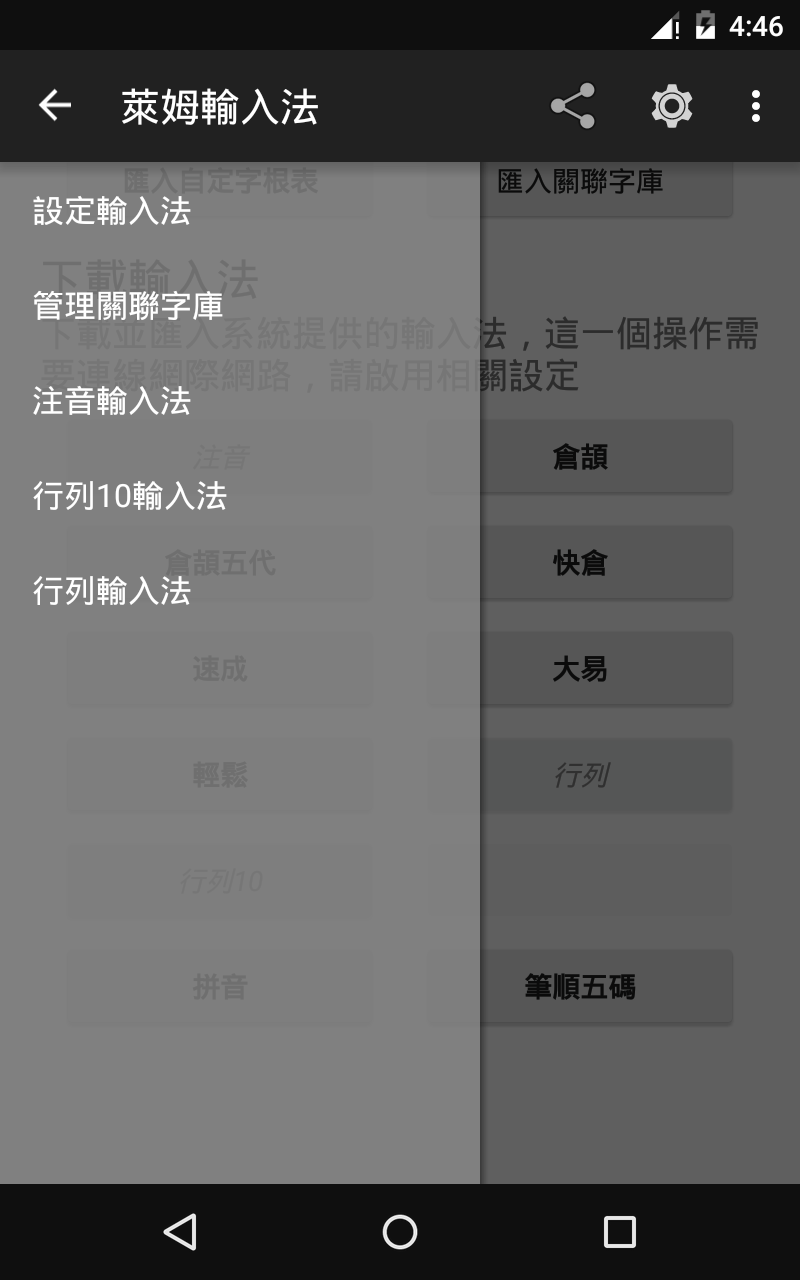 4:46
萊姆輸入法
匯入自定字根表
匯入關聯字庫
設定輸入法
下載輸入法
管理關聯字庫
下載並匯入系統提供的輸入法，這一個操作需
要連線網際網路，請啟用相關設定
注音輸入法
注音
倉頡
行列10輸入法
倉頡五代
快倉
行列輸入法
速成
大易
輕鬆
行列
行列10
拼音
筆順五碼